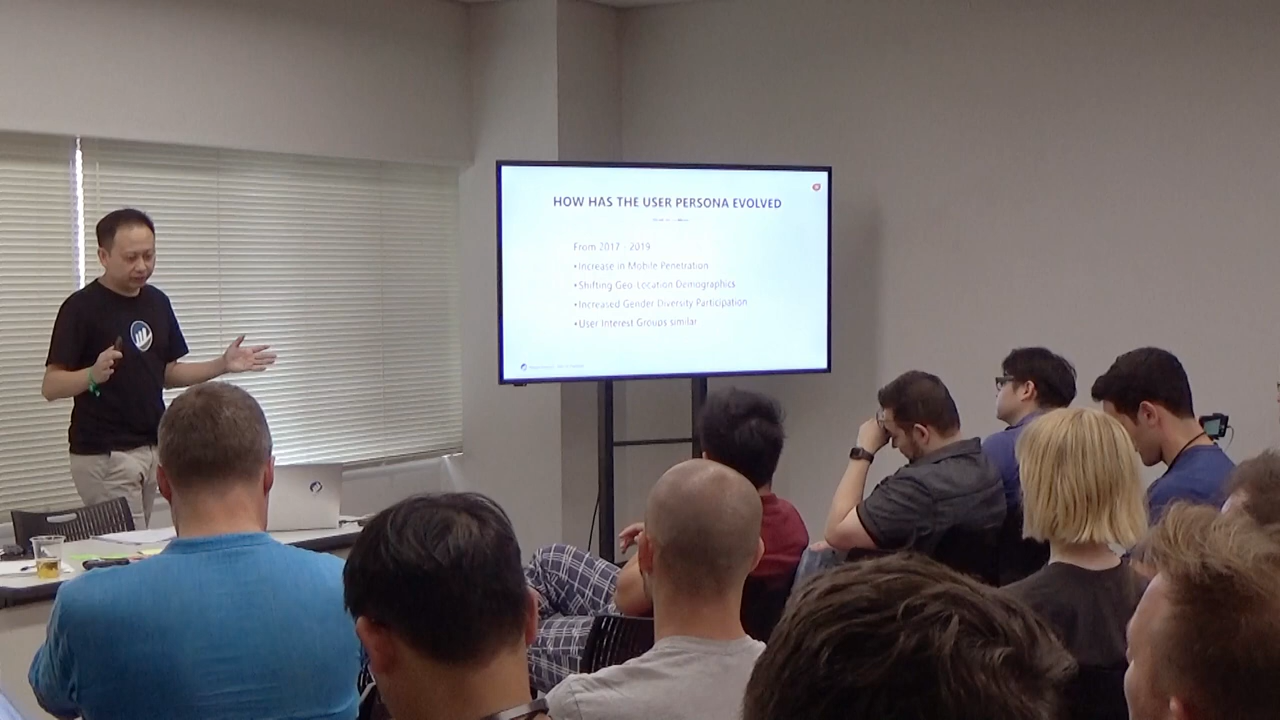 HOW HAS THE USER PERSONA EVOLVED
From 2017 - 2019
•Increase in Mobile Penetration
•Shifting Geo-Location Demographics
•Increased Gender Diversity Participation
•User Interest Groups similar